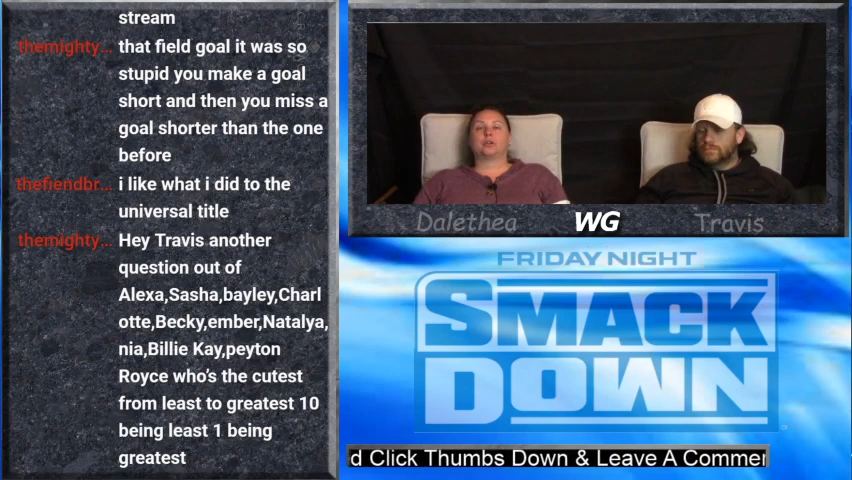 stream
themighty... that field goal it was so
stupid you make a goal
short and then you miss a
goal shorter than the one
before
thefiendbr... i like what i did to the
universal title
themighty... Hey Travis another
question out of
Alexa,Sasha,bayley,Charl
otte,Becky,ember,Natalya,
nia,Billie Kay,peyton
Royce who's the cutest
from least to greatest 10
being least 1 being
greatest
Dalethea WG Travis
FRIDAY NIGHT
SMACK
DOWN
d Click Thumbs Down & Leave A Commer